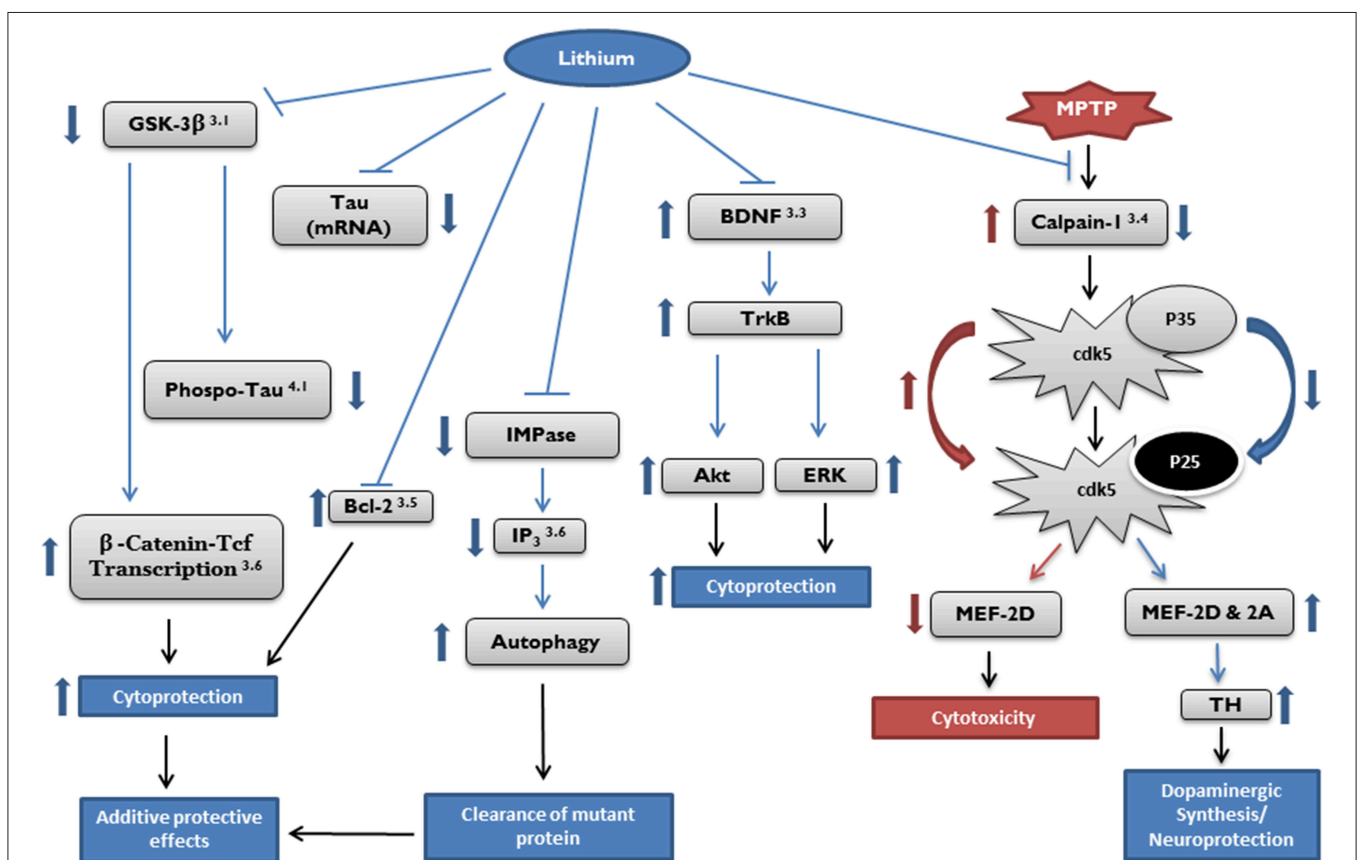 Lithium
MPTP
GSK-3β 3.1
Tau
(mRNA)
BDNF 3.3
Calpain-1 3.4
TrkB
P35
cdk5
Phospo-Tau 4.1
IMPase
P25
cdk5
Akt
ERK
Bcl-2 3.5
IP3 3.6
β-Catenin-Tcf
Transcription 3.6
Cytoprotection
MEF-2D
MEF-2D & 2A
Autophagy
Cytoprotection
TH
Cytotoxicity
Additive protective
effects
Clearance of mutant
protein
Dopaminergic
Synthesis/
Neuroprotection